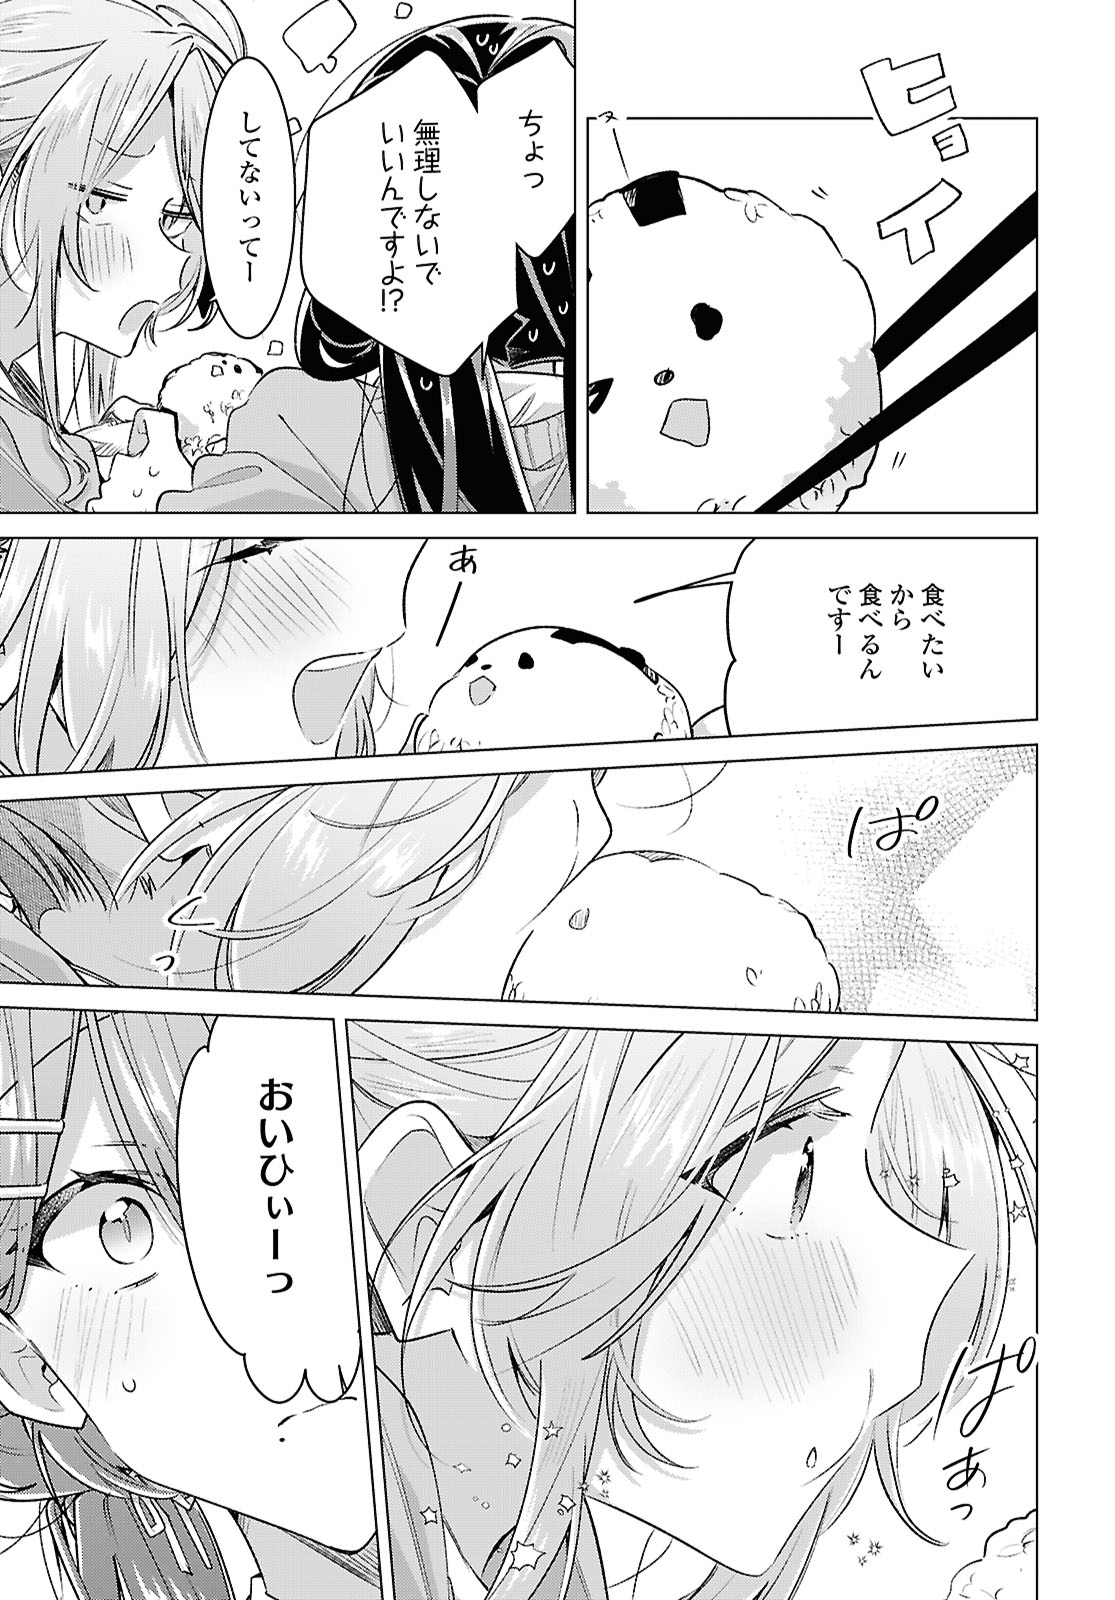 ヒョイ
ヌ
ちょっ
無理しないで
いいんですよ!?
してないってー
食べたい
から
食べるん
ですー
あ
ぱ
くっ
ぱあっ
おいひぃーっ